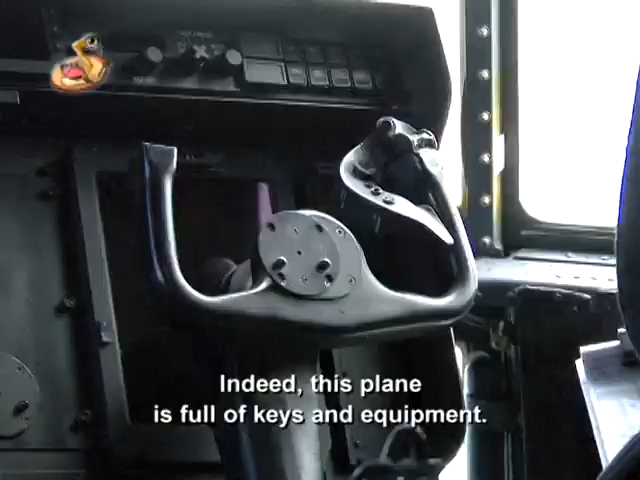 Indeed, this plane
is full of keys and equipment.